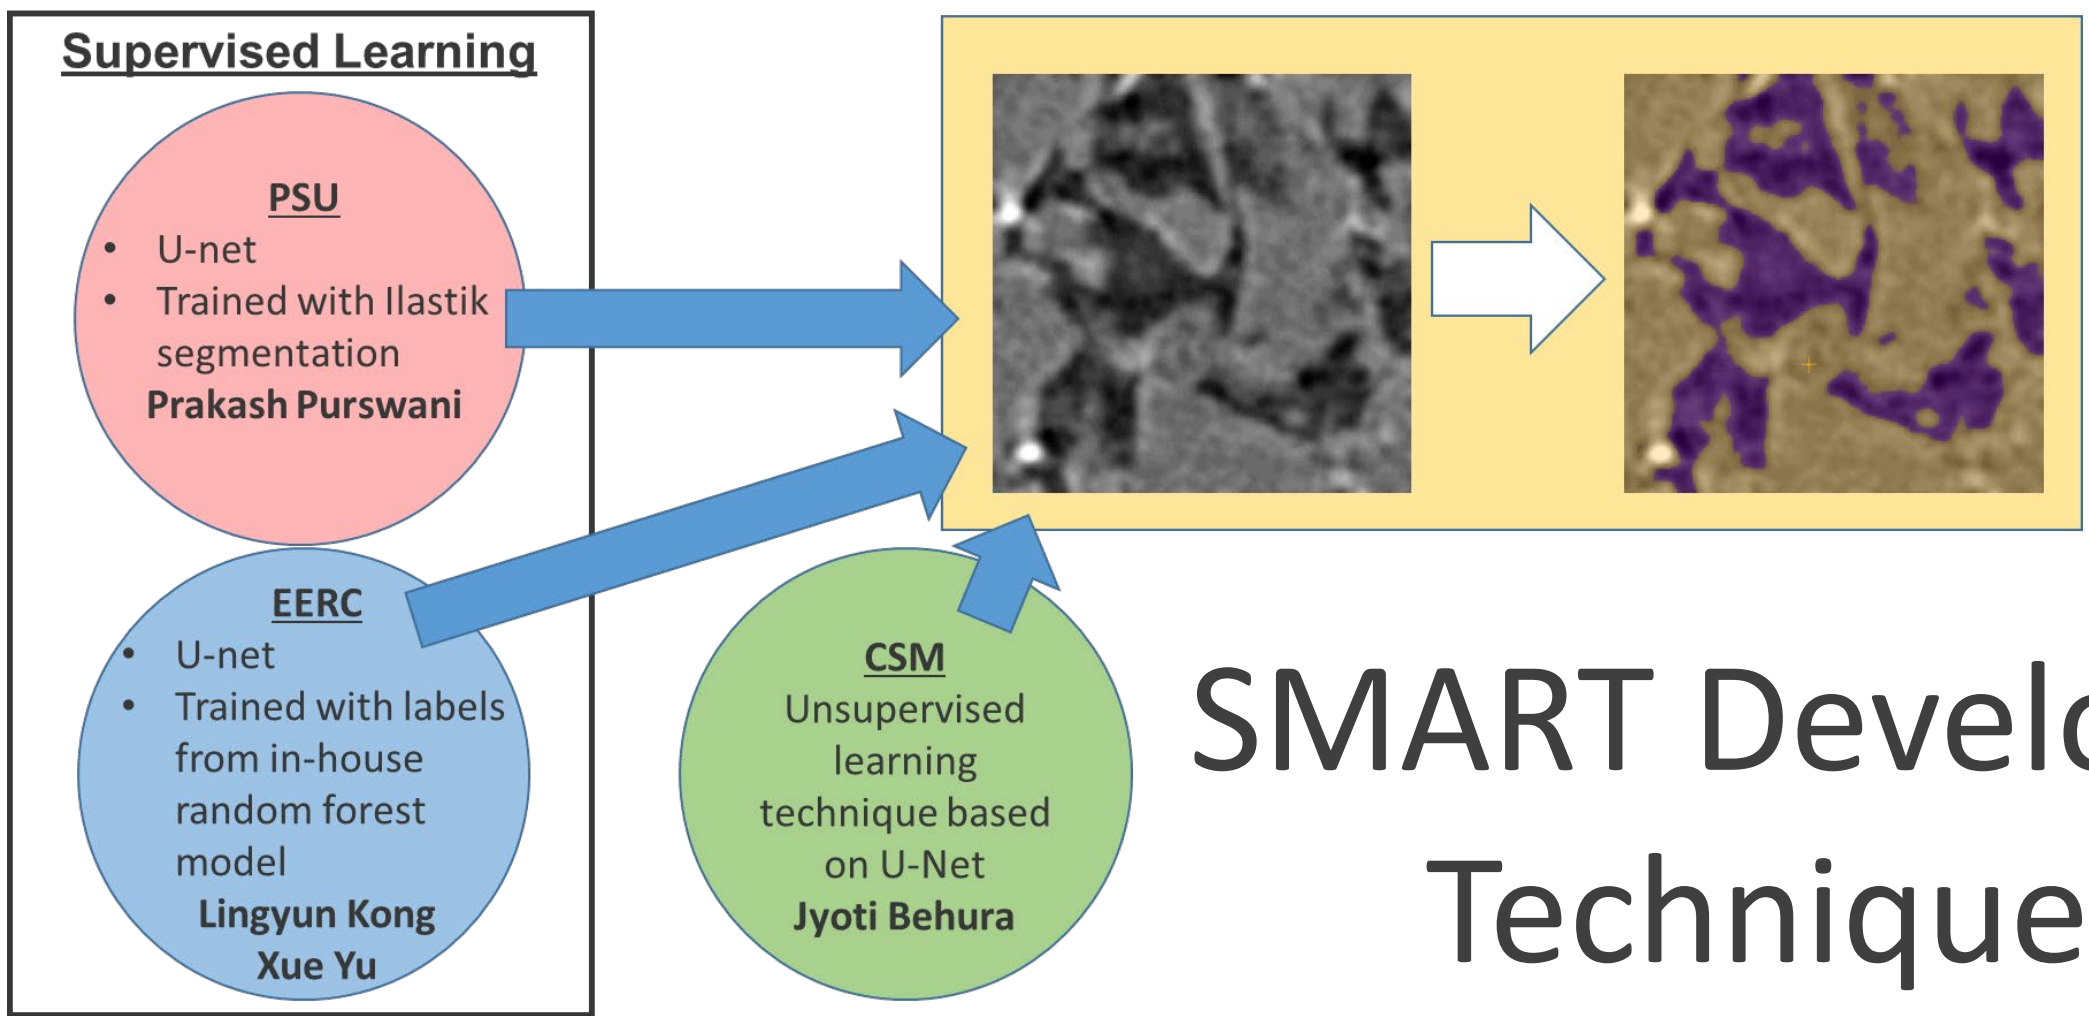 Supervised Learning
PSU
• U-net
• Trained with Ilastik
segmentation
Prakash Purswani
EERC
• U-net
• Trained with labels
from in-house
random forest
model
Lingyun Kong
Xue Yu
CSM
Unsupervised
learning
technique based
on U-Net
Jyoti Behura
SMART Develo
Technique